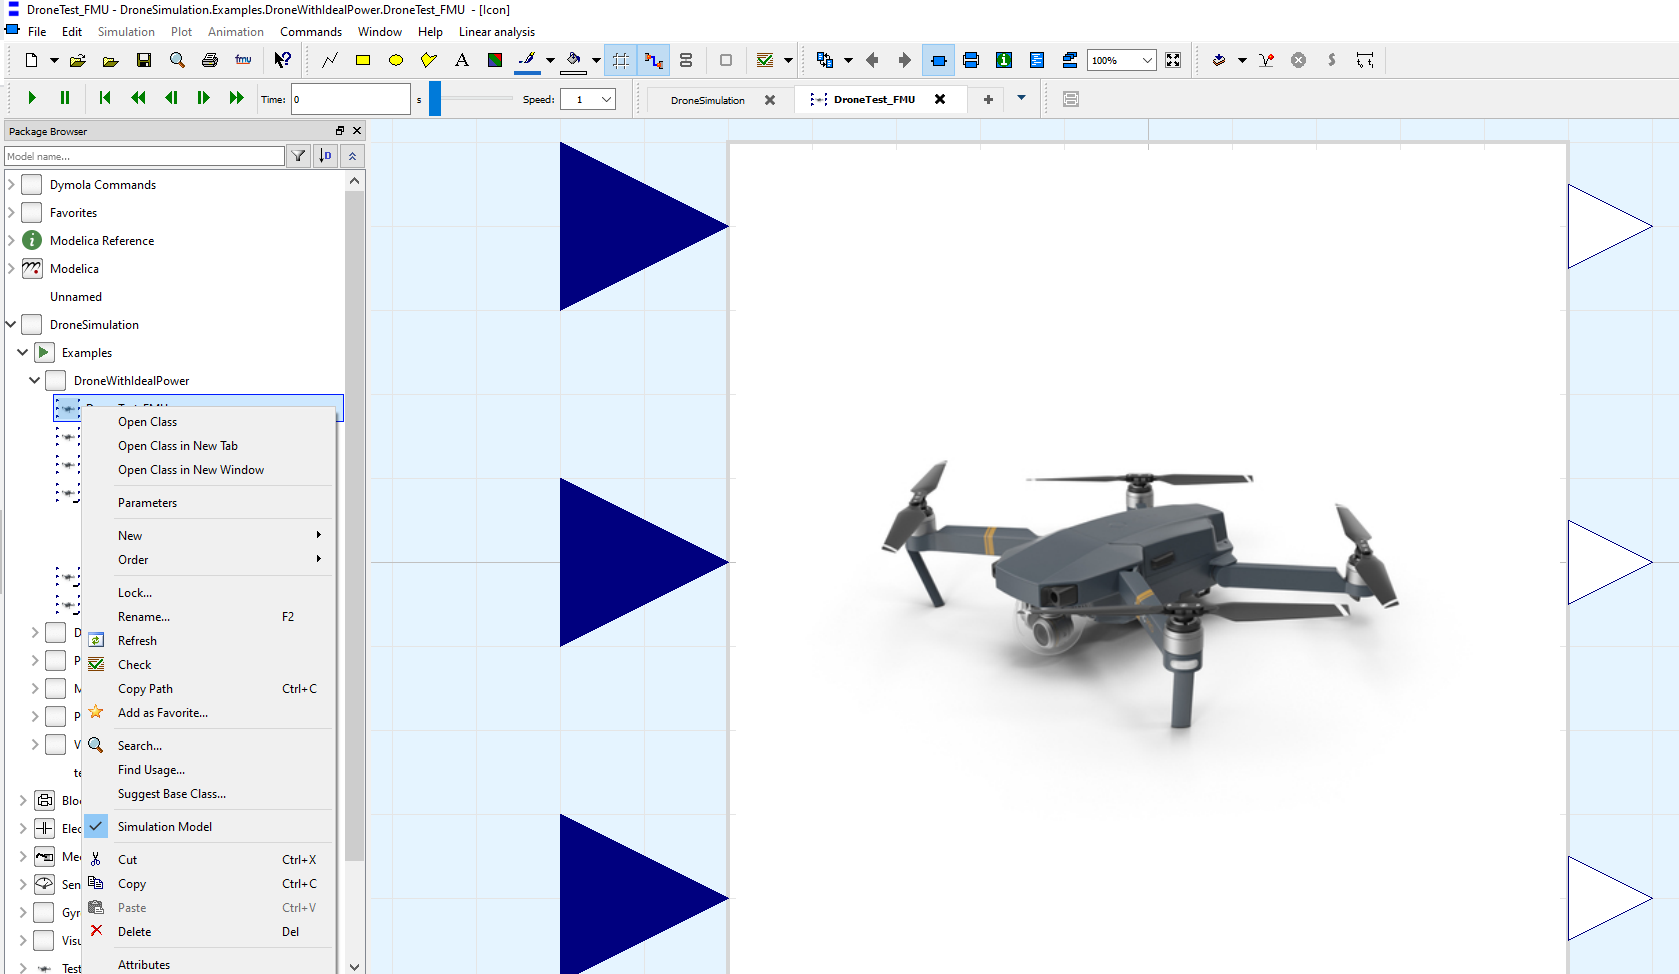 DroneTest_FMU - DroneSimulation.Examples.DroneWithIdealPower.DroneTest_FMU - [Icon]
File Edit Simulation Plot Animation Commands Window Help Linear analysis
fmu 100%
Time: 0 s Speed: 1 DroneSimulation DroneTest_FMU
Package Browser
Model name...
Dymola Commands
Favorites
Modelica Reference
Modelica
Unnamed
DroneSimulation
Examples
DroneWithIdealPower
DroneTest_FMU
Open Class
Open Class in New Tab
Open Class in New Window
Parameters
New
Order
Lock...
Rename... F2
D
Refresh
P
Check
M
Copy Path Ctrl+C
P
Add as Favorite...
V
Search...
te
Find Usage...
Suggest Base Class...
Bloc
Elec
Simulation Model
Mec
Cut Ctrl+X
Sen
Copy Ctrl+C
Gyr
Paste Ctrl+V
Visu
Delete Del
Test
Attributes